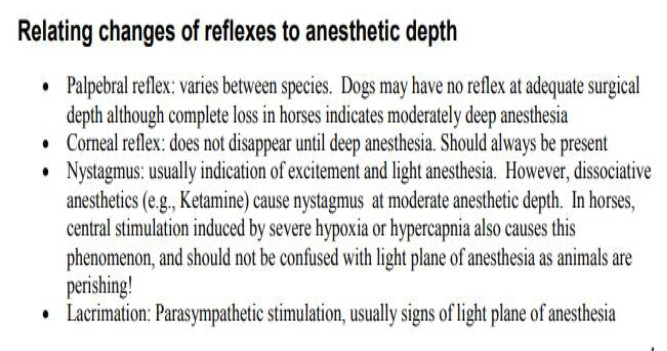 Relating changes of reflexes to anesthetic depth
• Palpebral reflex: varies between species.  Dogs may have no reflex at adequate surgical
depth although complete loss in horses indicates moderately deep anesthesia
• Corneal reflex: does not disappear until deep anesthesia. Should always be present
• Nystagmus: usually indication of excitement and light anesthesia.  However, dissociative
anesthetics (e.g., Ketamine) cause nystagmus  at moderate anesthetic depth.  In horses,
central stimulation induced by severe hypoxia or hypercapnia also causes this
phenomenon, and should not be confused with light plane of anesthesia as animals are
perishing!
• Lacrimation: Parasympathetic stimulation, usually signs of light plane of anesthesia